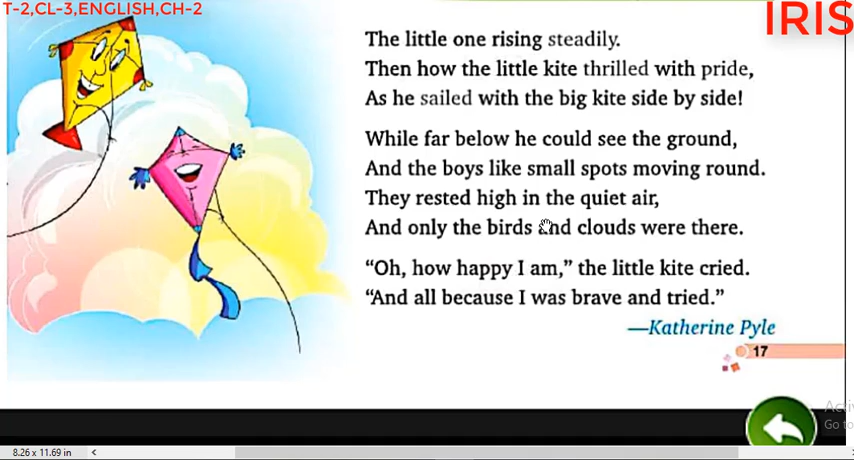 T-2,CL-3,ENGLISH,CH-2
IRIS
The little one rising steadily.
Then how the little kite thrilled with pride,
As he sailed with the big kite side by side!
While far below he could see the ground,
And the boys like small spots moving round.
They rested high in the quiet air,
And only the birds and clouds were there.
“Oh, how happy I am,” the little kite cried.
“And all because I was brave and tried.”
—Katherine Pyle
17
Go to
8.26 x 11.69 in